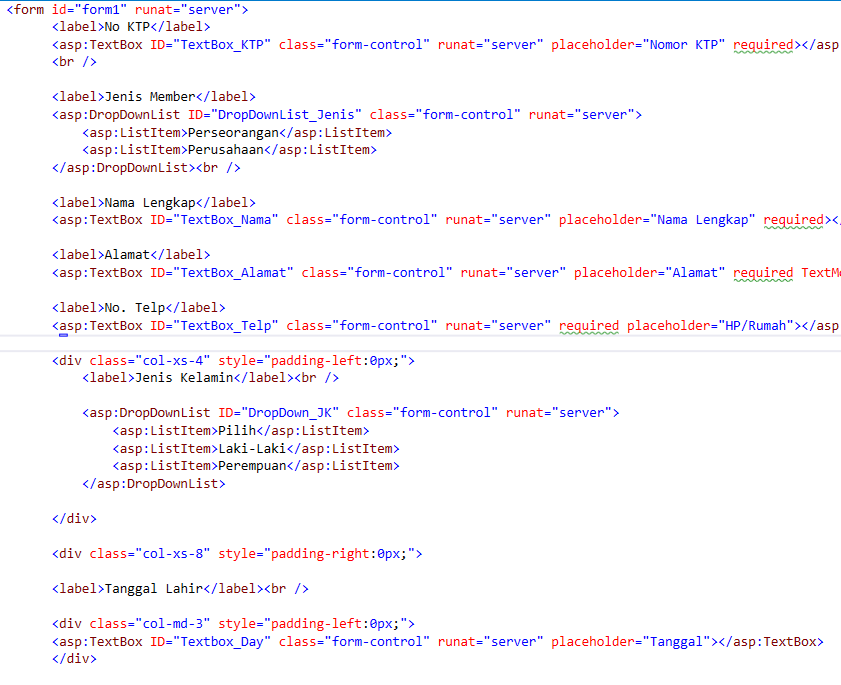 <form id="form1" runat="server">
<label>No KTP</label>
<asp:TextBox ID="TextBox_KTP" class="form-control" runat="server" placeholder="Nomor KTP" required></asp
<br />
<label>Jenis Member</label>
<asp:DropDownList ID="DropDownList_Jenis" class="form-control" runat="server">
<asp:ListItem>Perseorangan</asp:ListItem>
<asp:ListItem>Perusahaan</asp:ListItem>
</asp:DropDownList><br />
<label>Nama Lengkap</label>
<asp:TextBox ID="TextBox_Nama" class="form-control" runat="server" placeholder="Nama Lengkap" required></
<label>Alamat</label>
<asp:TextBox ID="TextBox_Alamat" class="form-control" runat="server" placeholder="Alamat" required TextM
<label>No. Telp</label>
<asp:TextBox ID="TextBox_Telp" class="form-control" runat="server" required placeholder="HP/Rumah"></asp
<div class="col-xs-4" style="padding-left:0px;">
<label>Jenis Kelamin</label><br />
<asp:DropDownList ID="DropDown_JK" class="form-control" runat="server">
<asp:ListItem>Pilih</asp:ListItem>
<asp:ListItem>Laki-Laki</asp:ListItem>
<asp:ListItem>Perempuan</asp:ListItem>
</asp:DropDownList>
</div>
<div class="col-xs-8" style="padding-right:0px;">
<label>Tanggal Lahir</label><br />
<div class="col-md-3" style="padding-left:0px;">
<asp:TextBox ID="Textbox_Day" class="form-control" runat="server" placeholder="Tanggal"></asp:TextBox>
</div>